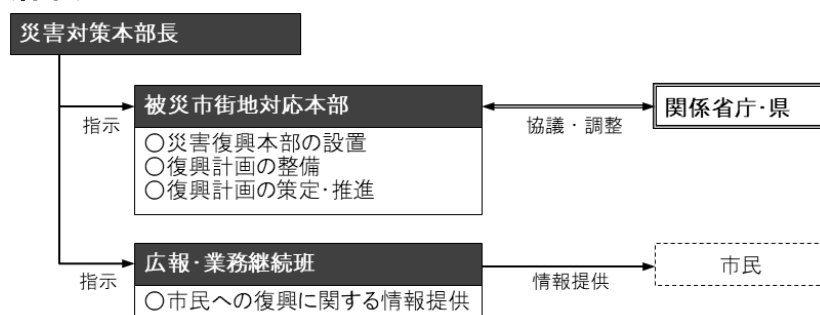 災害対策本部長
指示
被災市街地対応本部
○災害復興本部の設置
○復興計画の整備
○復興計画の策定・推進
協議・調整
関係省庁・県
指示
広報・業務継続班
○市民への復興に関する情報提供
情報提供
市民